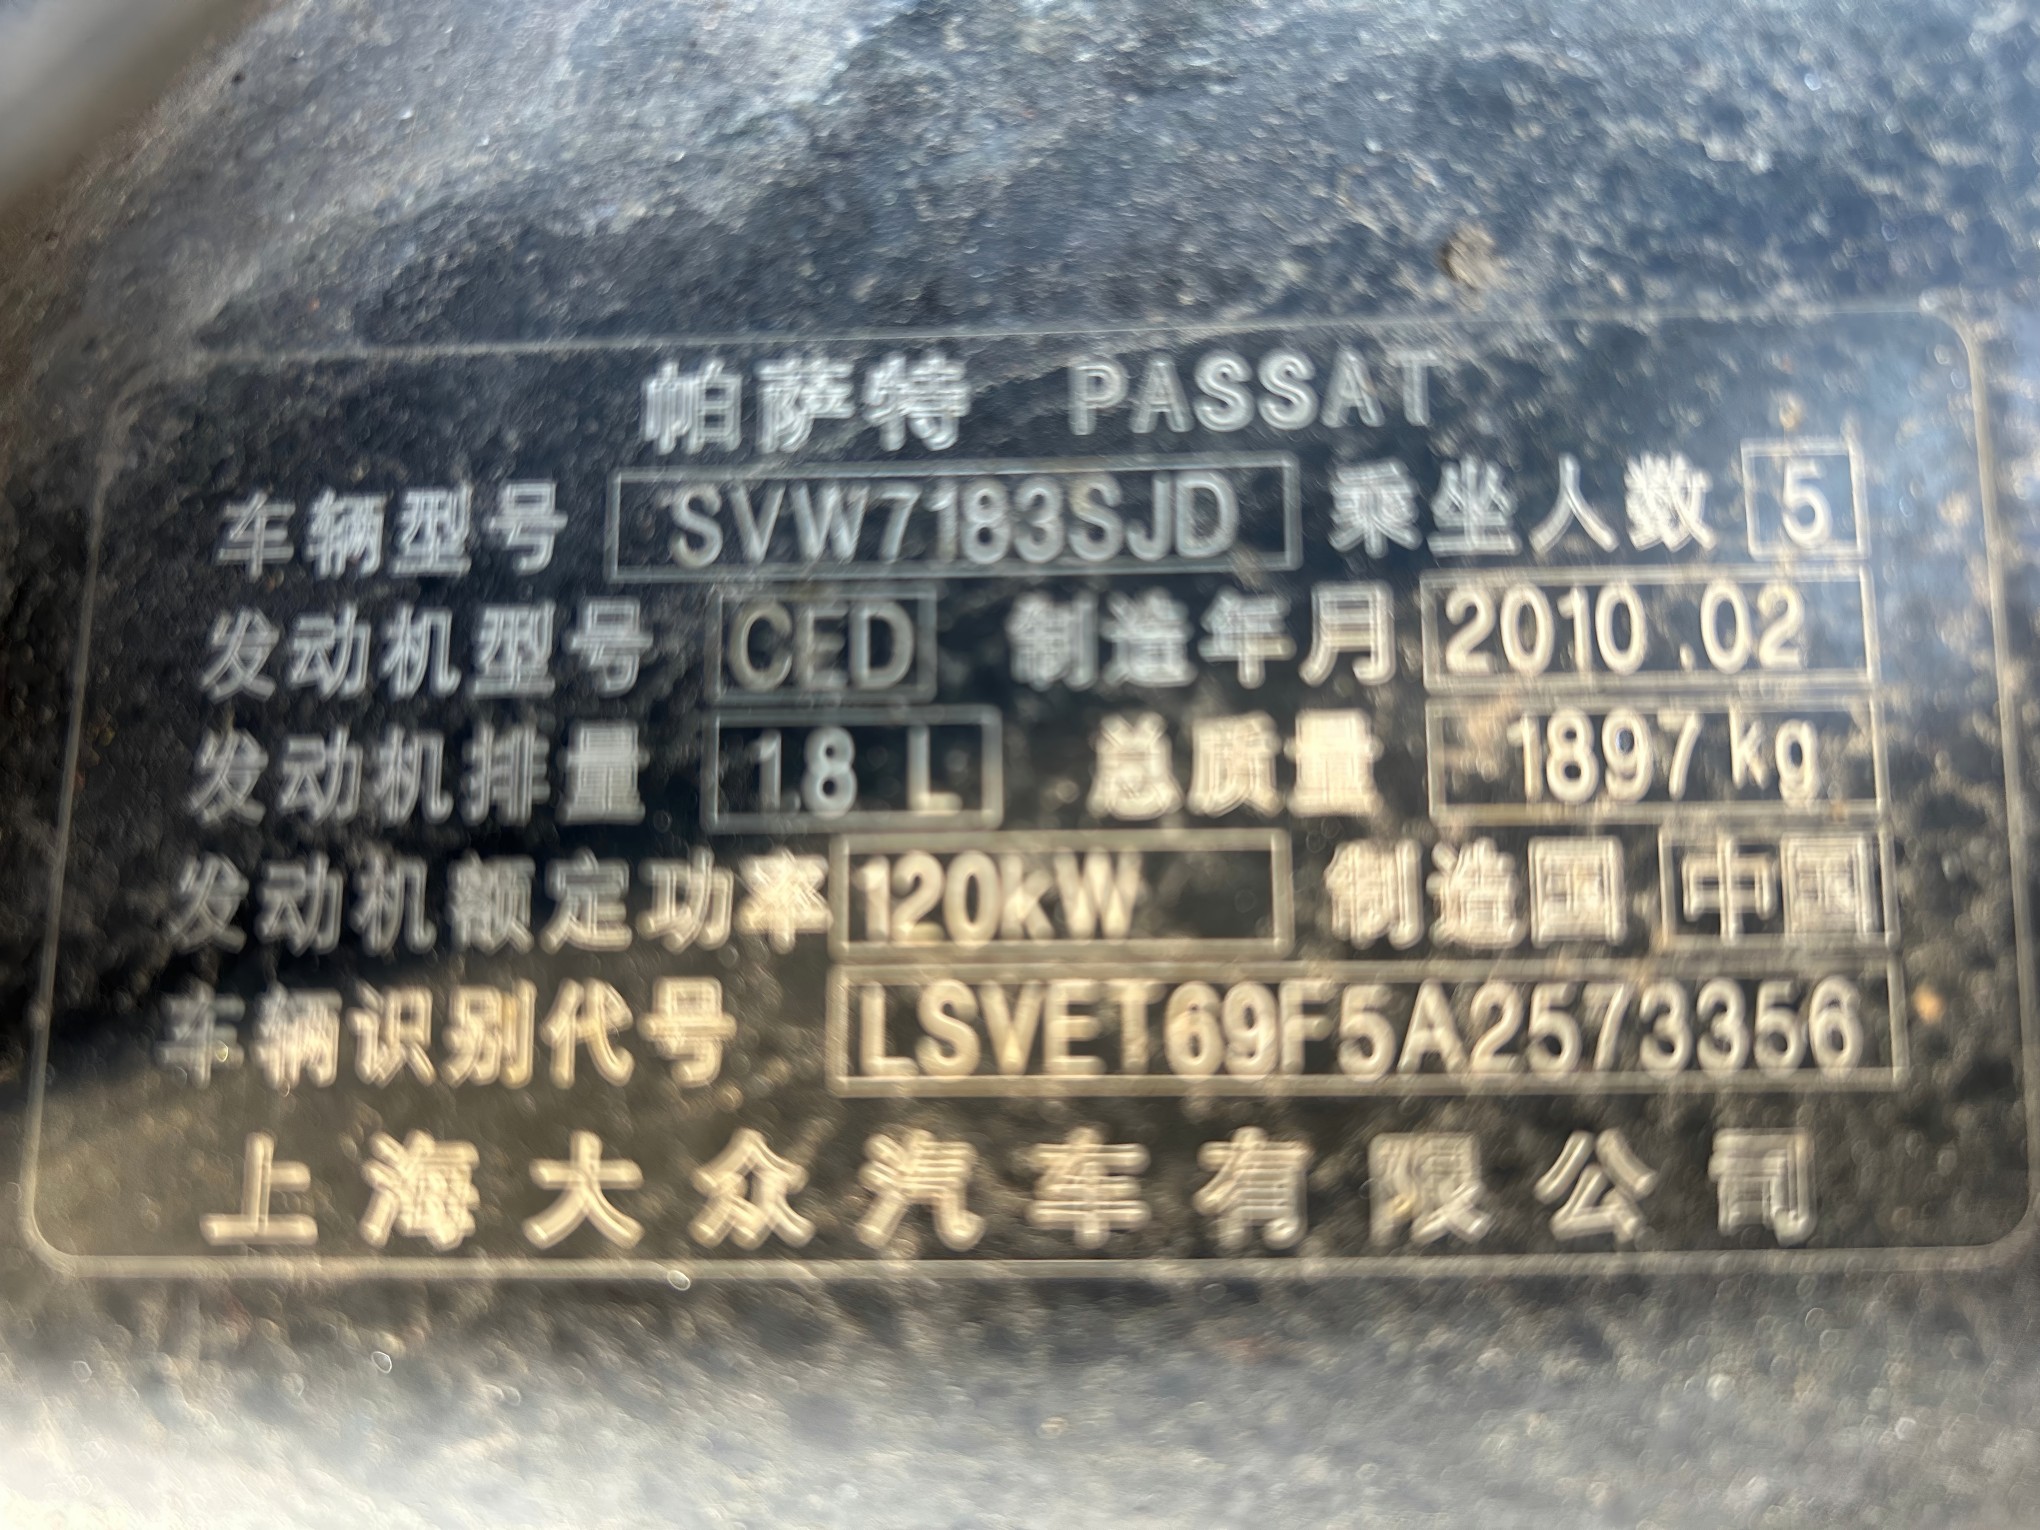 帕萨特 PASSAT
车辆型号 SVW7183SJD 乘坐人数 5
发动机型号 CED 制造年月 2010.02
发动机排量 1.8 L 总质量 1897kg
发动机额定功率 120kW 制造国 中国
车辆识别代号 LSVET69F5A2573356
上海大众汽车有限公司